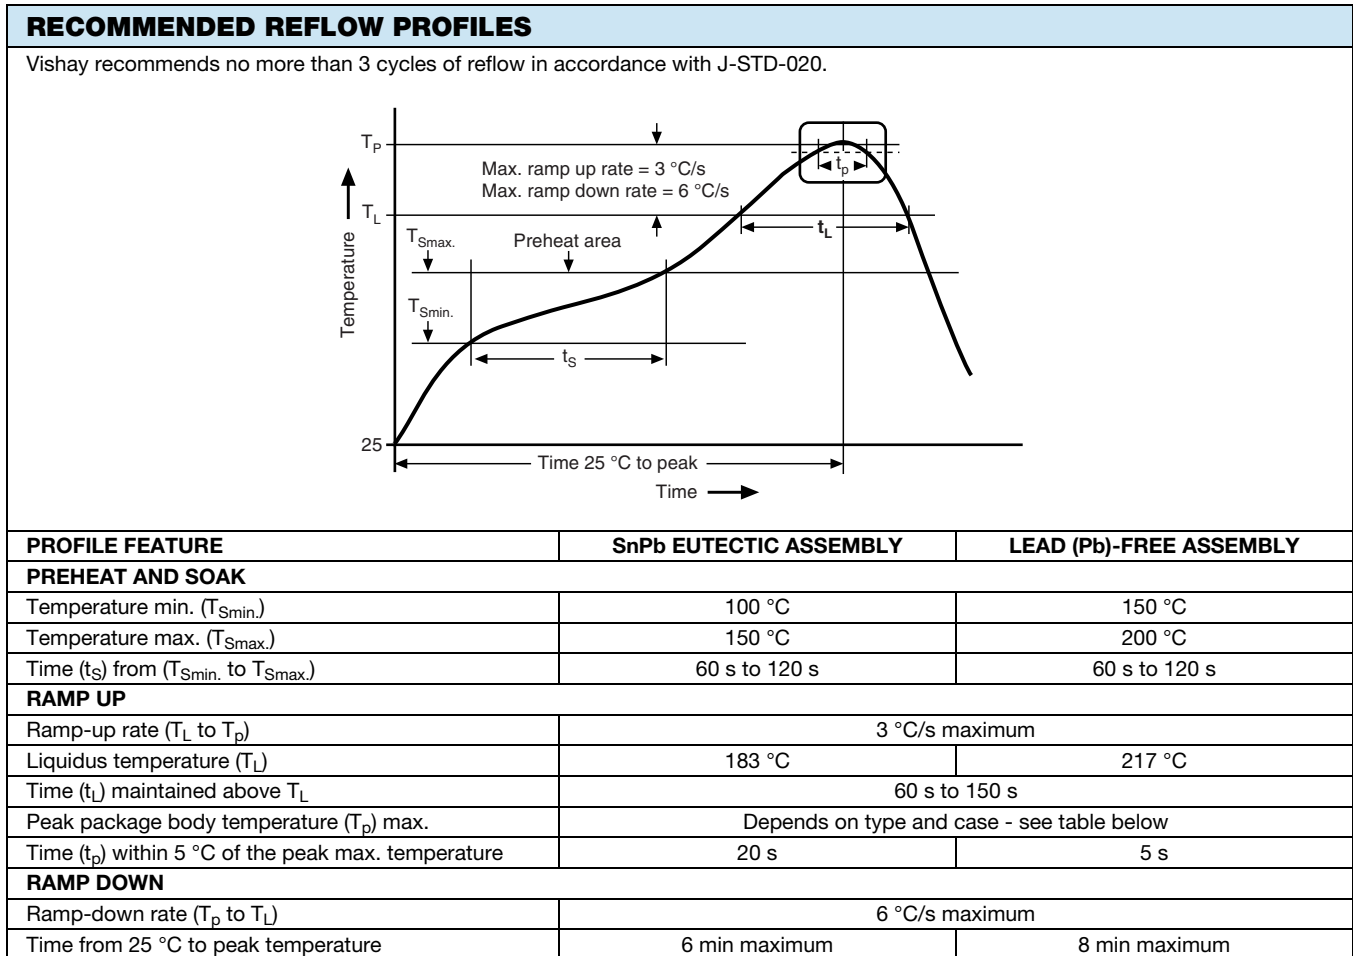 RECOMMENDED REFLOW PROFILES
Vishay recommends no more than 3 cycles of reflow in accordance with J-STD-020.
TP
Max. ramp up rate = 3 °C/s
Max. ramp down rate = 6 °C/s
tp
TL
tL
TSmax.
Preheat area
Temperature
TSmin.
tS
25
Time 25 °C to peak
Time
PROFILE FEATURE SnPb EUTECTIC ASSEMBLY LEAD (Pb)-FREE ASSEMBLY
PREHEAT AND SOAK
Temperature min. (TSmin.) 100 °C 150 °C
Temperature max. (TSmax.) 150 °C 200 °C
Time (tS) from (TSmin. to TSmax.) 60 s to 120 s 60 s to 120 s
RAMP UP
Ramp-up rate (TL to Tp) 3 °C/s maximum
Liquidus temperature (TL) 183 °C 217 °C
Time (tL) maintained above TL 60 s to 150 s
Peak package body temperature (Tp) max. Depends on type and case - see table below
Time (tp) within 5 °C of the peak max. temperature 20 s 5 s
RAMP DOWN
Ramp-down rate (Tp to TL) 6 °C/s maximum
Time from 25 °C to peak temperature 6 min maximum 8 min maximum